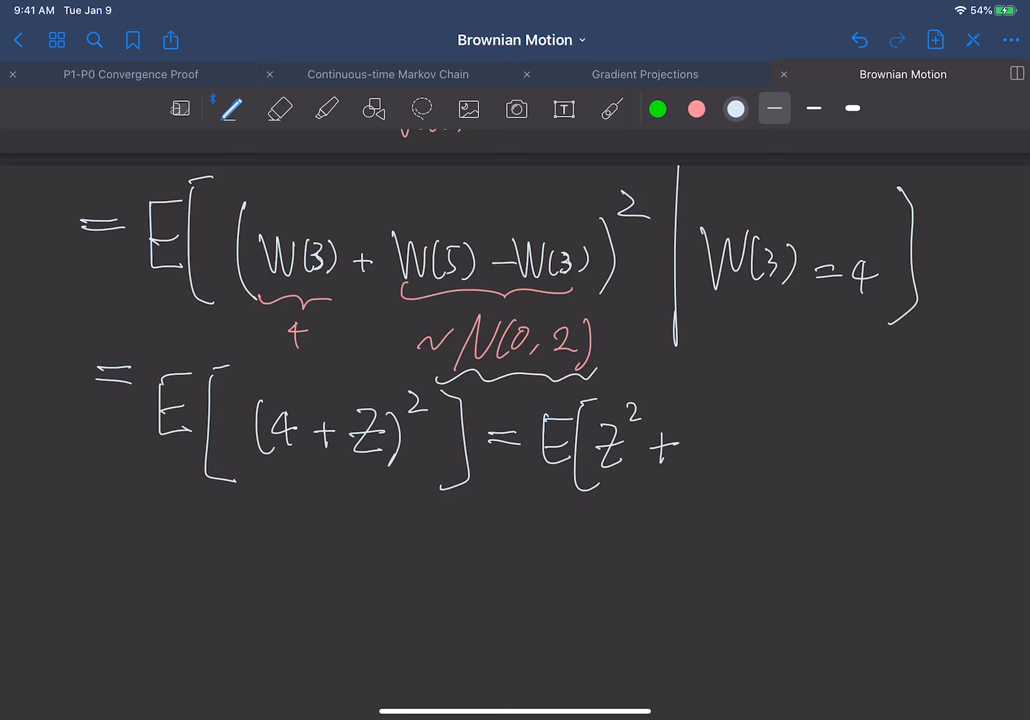 9:41 AM Tue Jan 9 54%
Brownian Motion
P1-P0 Convergence Proof Continuous-time Markov Chain Gradient Projections Brownian Motion
= E[ (W(3) + W(5) - W(3))² | W(3) = 4 ]
4 ~ N(0, 2)
= E[ (4 + Z)² ] = E[ Z² +